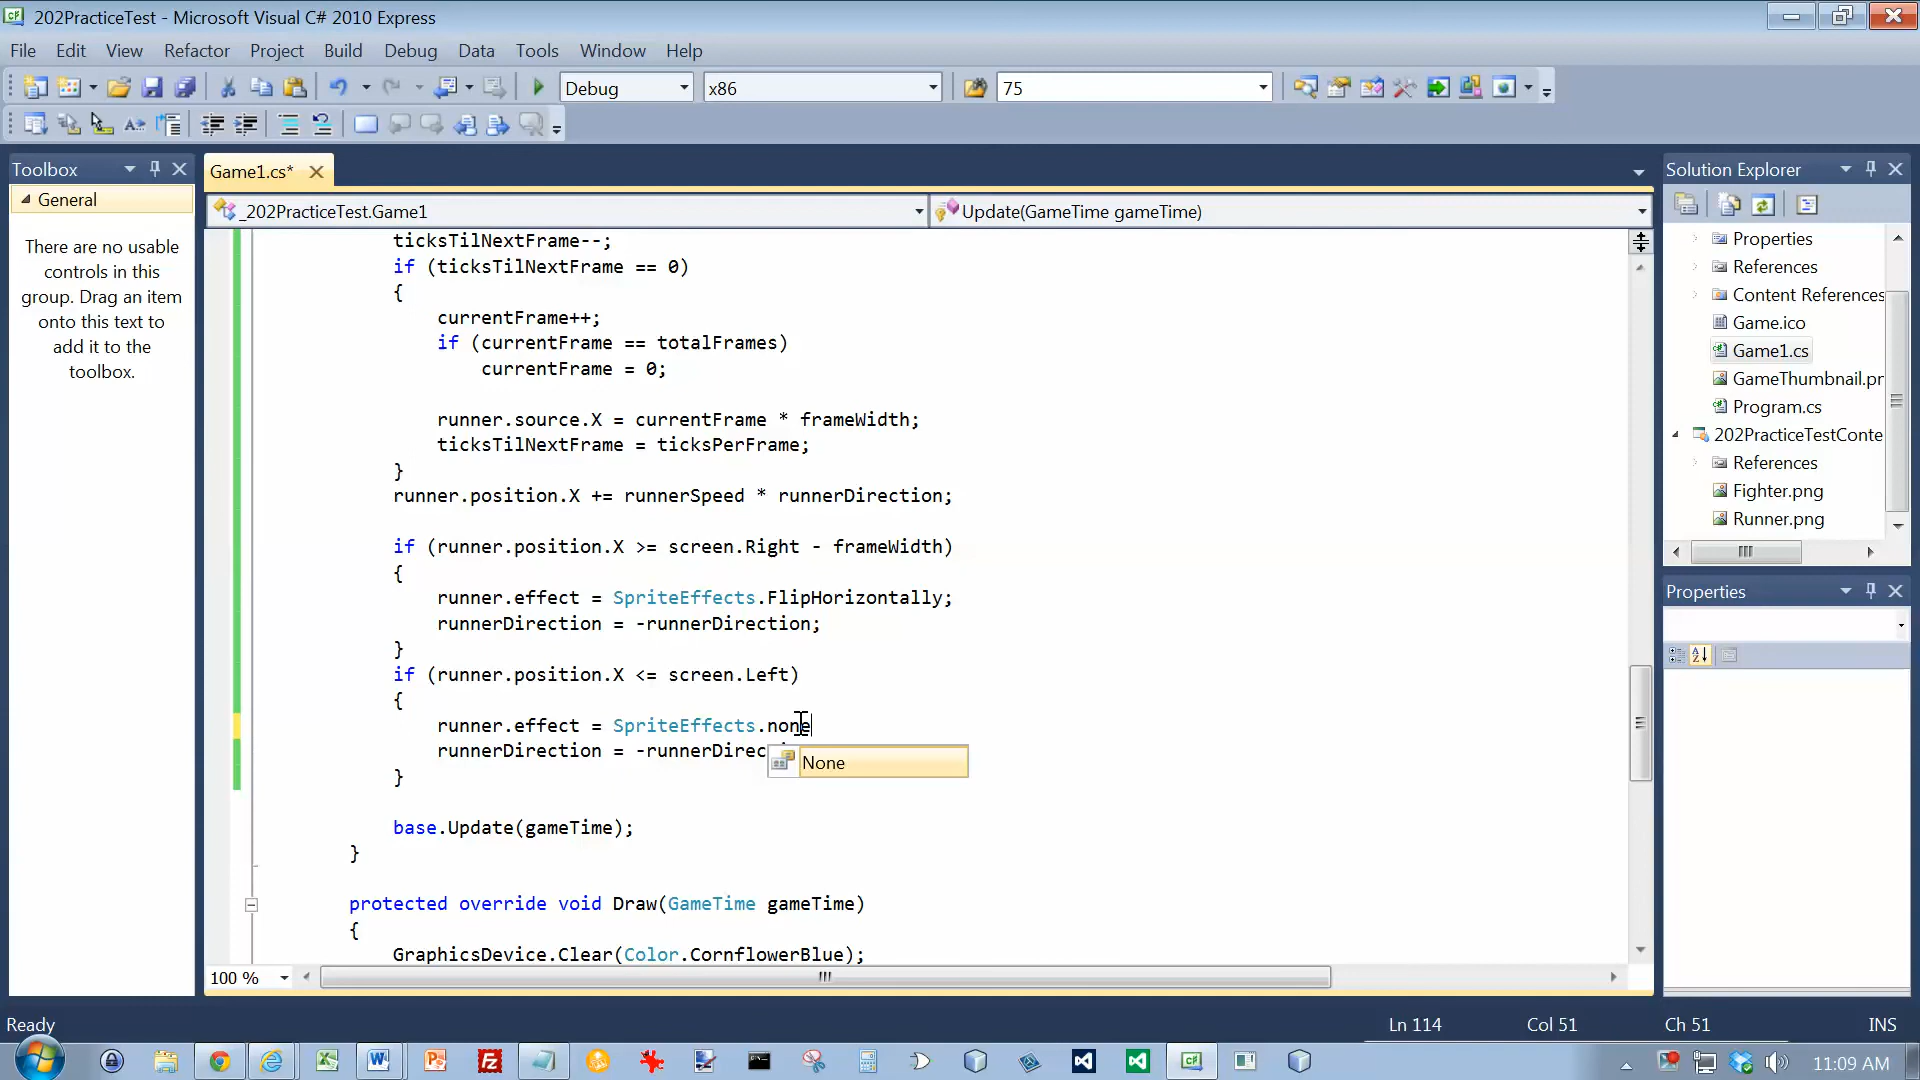 202PracticeTest - Microsoft Visual C# 2010 Express
File Edit View Refactor Project Build Debug Data Tools Window Help
Debug x86 75
Toolbox
General
There are no usable
controls in this
group. Drag an item
onto this text to
add it to the
toolbox.
Game1.cs*
_202PracticeTest.Game1
Update(GameTime gameTime)
ticksTilNextFrame--;
if (ticksTilNextFrame == 0)
{
currentFrame++;
if (currentFrame == totalFrames)
currentFrame = 0;
runner.source.X = currentFrame * frameWidth;
ticksTilNextFrame = ticksPerFrame;
}
runner.position.X += runnerSpeed * runnerDirection;
if (runner.position.X >= screen.Right - frameWidth)
{
runner.effect = SpriteEffects.FlipHorizontally;
runnerDirection = -runnerDirection;
}
if (runner.position.X <= screen.Left)
{
runner.effect = SpriteEffects.none
runnerDirection = -runnerDirec
None
}
base.Update(gameTime);
}
protected override void Draw(GameTime gameTime)
{
GraphicsDevice.Clear(Color.CornflowerBlue);
100 %
Solution Explorer
Properties
References
Content References
Game.ico
Game1.cs
GameThumbnail.pr
Program.cs
202PracticeTestConte
References
Fighter.png
Runner.png
Properties
Ready
Ln 114 Col 51 Ch 51 INS
11:09 AM